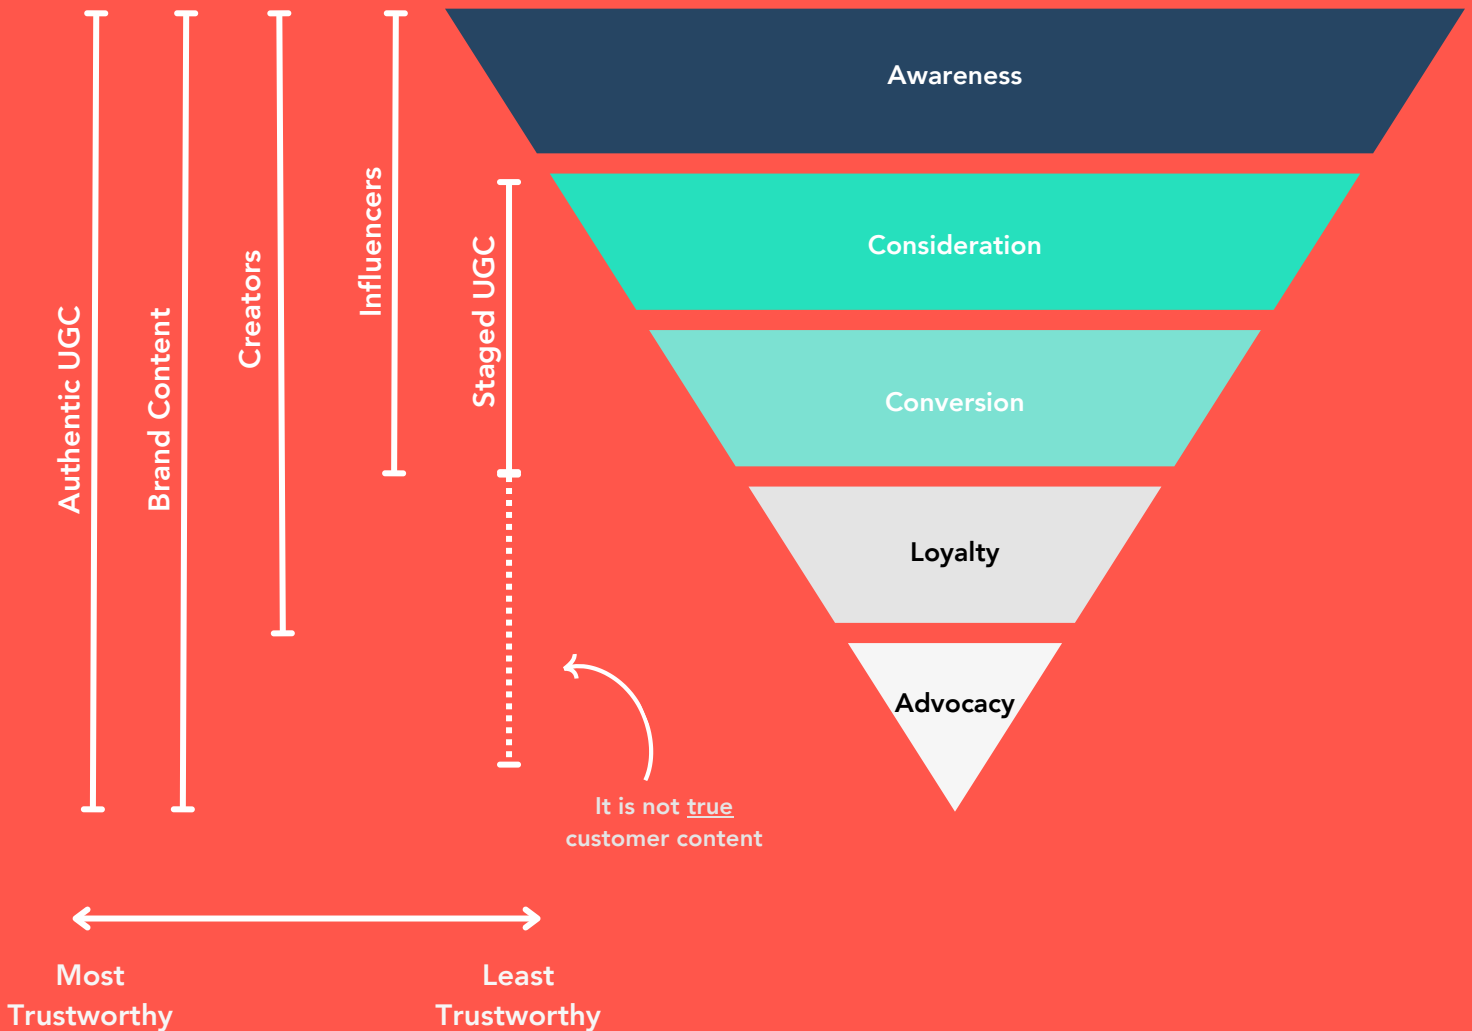 Awareness
Consideration
Conversion
Loyalty
Advocacy
Authentic UGC
Brand Content
Creators
Influencers
Staged UGC
It is not true
customer content
Most
Trustworthy
Least
Trustworthy